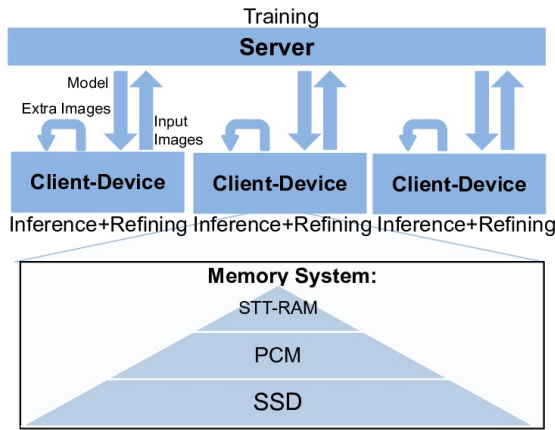 Training
Server
Model
Extra Images
Input
Images
Client-Device
Client-Device
Client-Device
Inference+Refining
Inference+Refining
Inference+Refining
Memory System:
STT-RAM
PCM
SSD